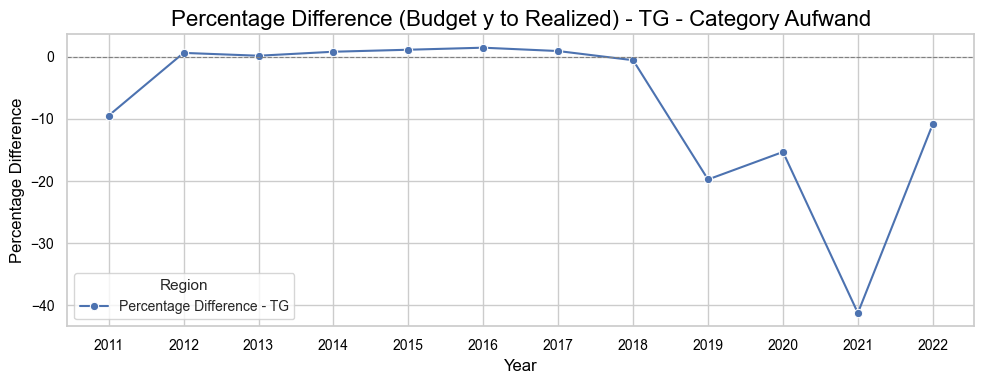 Percentage Difference (Budget y to Realized) - TG - Category Aufwand
Percentage Difference
0
−10
−20
−30
−40
Region
Percentage Difference - TG
2011 2012 2013 2014 2015 2016 2017 2018 2019 2020 2021 2022
Year